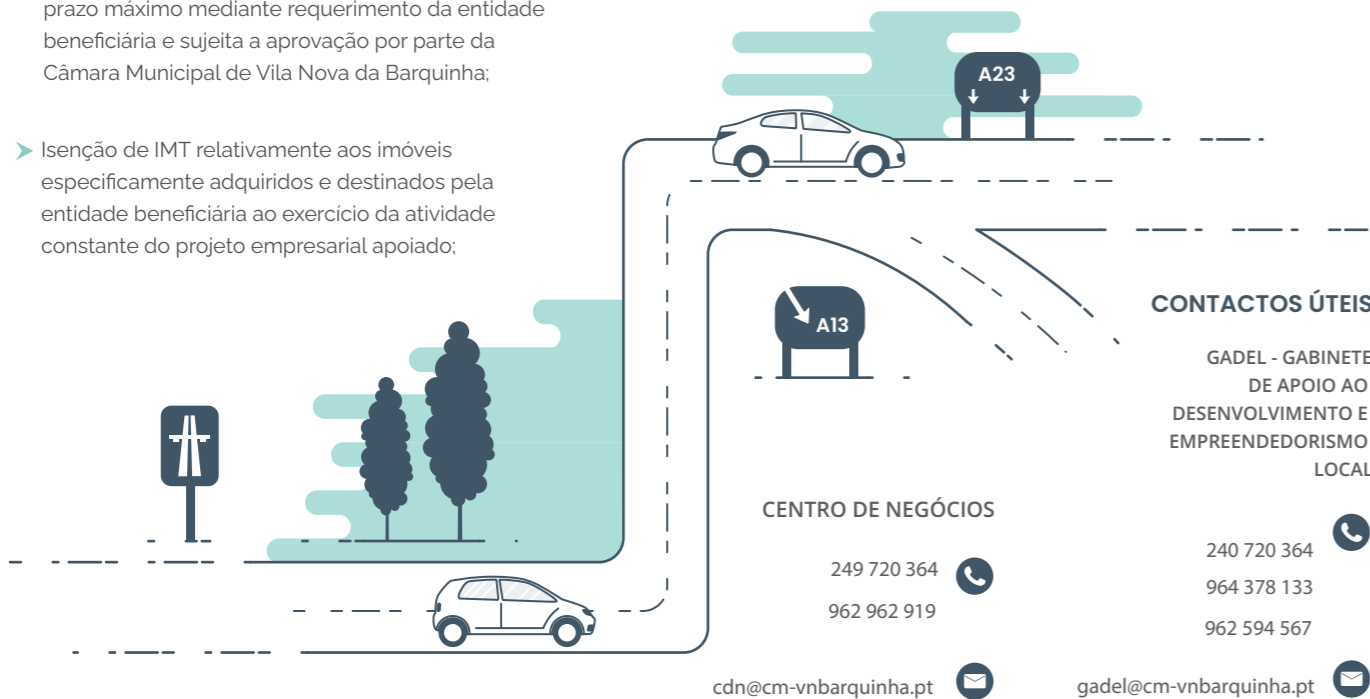 prazo máximo mediante requerimento da entidade
beneficiária e sujeita a aprovação por parte da
Câmara Municipal de Vila Nova da Barquinha;
Isenção de IMT relativamente aos imóveis
especificamente adquiridos e destinados pela
entidade beneficiária ao exercício da atividade
constante do projeto empresarial apoiado;
A23
A13
CENTRO DE NEGÓCIOS
249 720 364
962 962 919
cdn@cm-vnbarquinha.pt
CONTACTOS ÚTEIS
GADEL - GABINETE
DE APOIO AO
DESENVOLVIMENTO E
EMPREENDEDORISMO
LOCAL
240 720 364
964 378 133
962 594 567
gadel@cm-vnbarquinha.pt